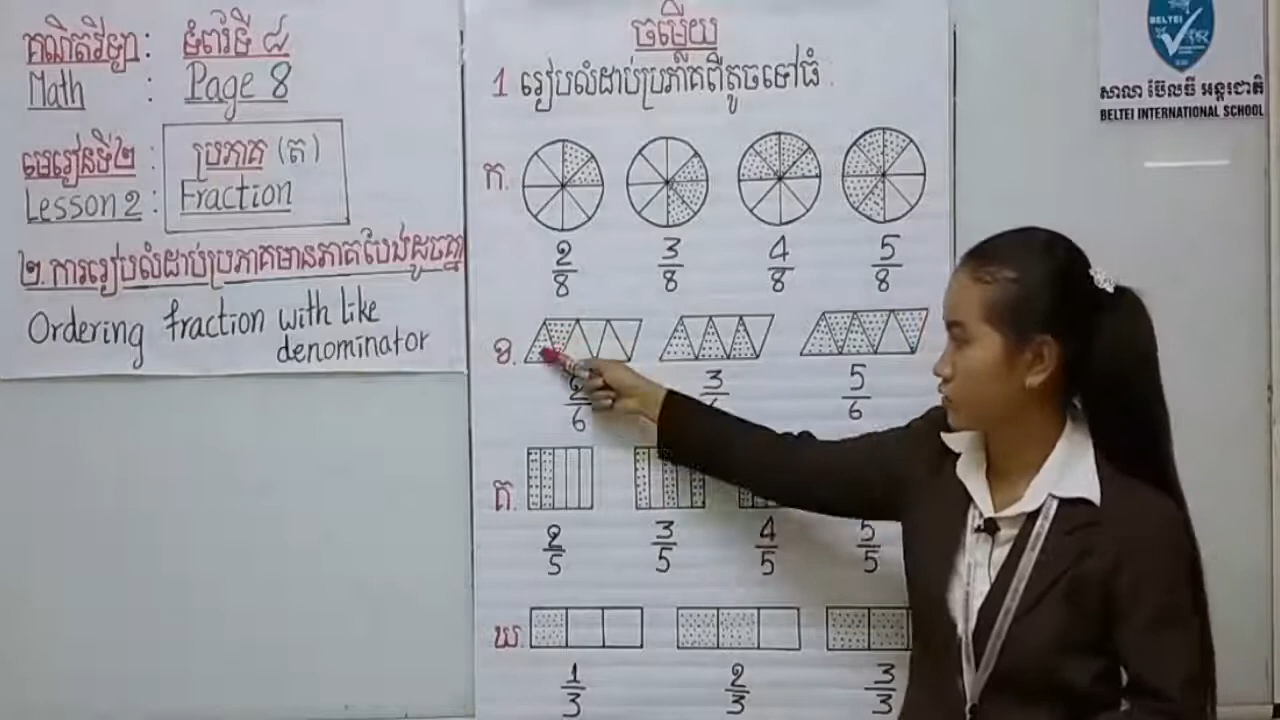 គណិតវិទ្យា : ទំព័រទី ៨
Math : Page 8
មេរៀនទី២ : ប្រភាគ (ត)
Lesson 2 : Fraction
២. ការរៀបលំដាប់ប្រភាគមានភាគបែងដូចគ្នា
Ordering fraction with like
denominator
ចម្លើយ
1 រៀបលំដាប់ប្រភាគពីតូចទៅធំ :
ក.
2/8 3/8 4/8 5/8
ខ.
2/6 3/6 5/6
គ.
2/5 3/5 4/5 5/5
ឃ.
1/3 2/3 3/3
BELTEI
សាលា ប៊ែលធី អន្តរជាតិ
BELTEI INTERNATIONAL SCHOOL